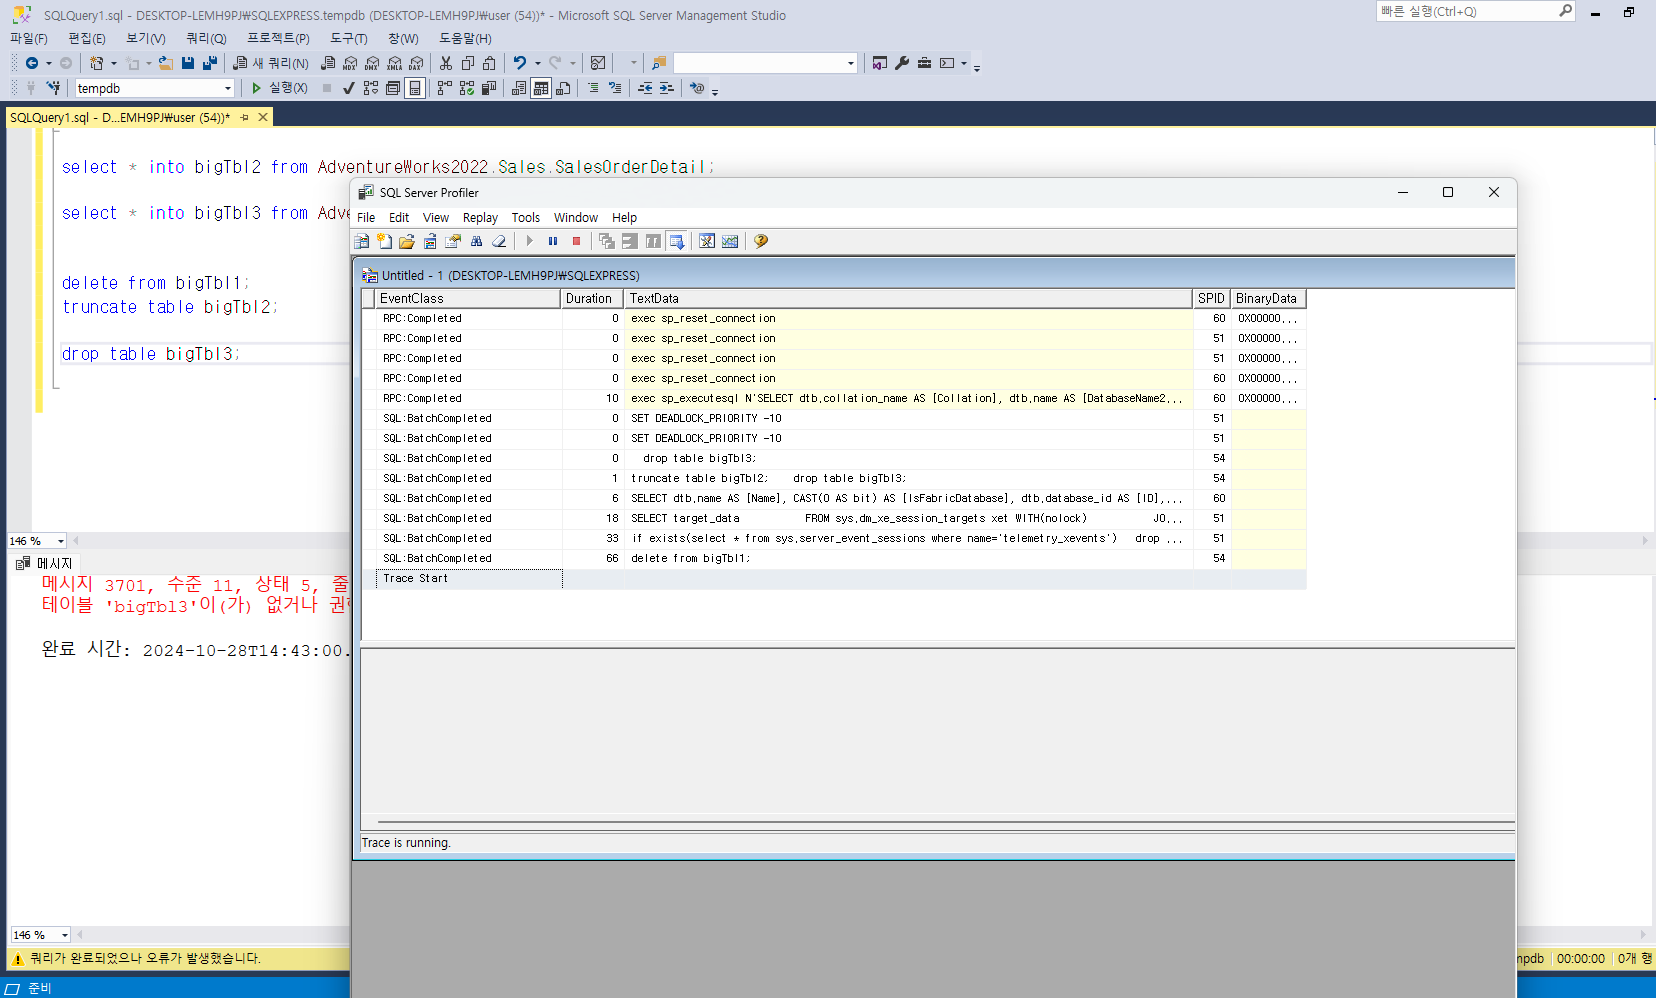 SQLQuery1.sql - DESKTOP-LEMH9PJ\SQLEXPRESS.tempdb (DESKTOP-LEMH9PJ₩user (54))* - Microsoft SQL Server Management Studio
빠른 실행(Ctrl+Q)
파일(F) 편집(E) 보기(V) 쿼리(Q) 프로젝트(P) 도구(T) 창(W) 도움말(H)
새 쿼리(N)
MDX DMX XMLA DAX
tempdb
실행(X)
SQLQuery1.sql - D...EMH9PJ₩user (54))*
select * into bigTbl2 from AdventureWorks2022.Sales.SalesOrderDetail;
select * into bigTbl3 from Adve
delete from bigTbl1;
truncate table bigTbl2;
drop table bigTbl3;
146 %
메시지
메시지 3701, 수준 11, 상태 5, 줄
테이블 'bigTbl3'이(가) 없거나 권한
완료 시간: 2024-10-28T14:43:00.
146 %
쿼리가 완료되었으나 오류가 발생했습니다.
mpdb 00:00:00 0개 행
준비
SQL Server Profiler
File Edit View Replay Tools Window Help
Untitled - 1 (DESKTOP-LEMH9PJ₩SQLEXPRESS)
EventClass Duration TextData SPID BinaryData
RPC:Completed 0 exec sp_reset_connection 60 0X00000...
RPC:Completed 0 exec sp_reset_connection 51 0X00000...
RPC:Completed 0 exec sp_reset_connection 51 0X00000...
RPC:Completed 0 exec sp_reset_connection 60 0X00000...
RPC:Completed 10 exec sp_executesql N'SELECT dtb.collation_name AS [Collation], dtb.name AS [DatabaseName2... 60 0X00000...
SQL:BatchCompleted 0 SET DEADLOCK_PRIORITY -10 51
SQL:BatchCompleted 0 SET DEADLOCK_PRIORITY -10 51
SQL:BatchCompleted 0 drop table bigTbl3; 54
SQL:BatchCompleted 1 truncate table bigTbl2; drop table bigTbl3; 54
SQL:BatchCompleted 6 SELECT dtb.name AS [Name], CAST(0 AS bit) AS [IsFabricDatabase], dtb.database_id AS [ID],... 60
SQL:BatchCompleted 18 SELECT target_data FROM sys.dm_xe_session_targets xet WITH(nolock) JO... 51
SQL:BatchCompleted 33 if exists(select * from sys.server_event_sessions where name='telemetry_xevents') drop ... 51
SQL:BatchCompleted 66 delete from bigTbl1; 54
Trace Start
Trace is running.